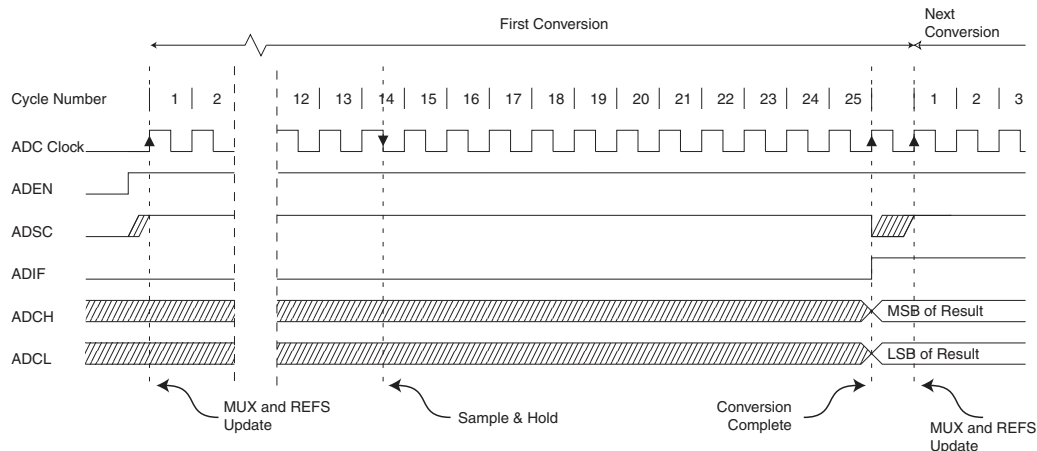 First Conversion
Next
Conversion
Cycle Number 1 2 12 13 14 15 16 17 18 19 20 21 22 23 24 25 1 2 3
ADC Clock
ADEN
ADSC
ADIF
ADCH MSB of Result
ADCL LSB of Result
MUX and REFS
Update
Sample & Hold
Conversion
Complete
MUX and REFS
Update